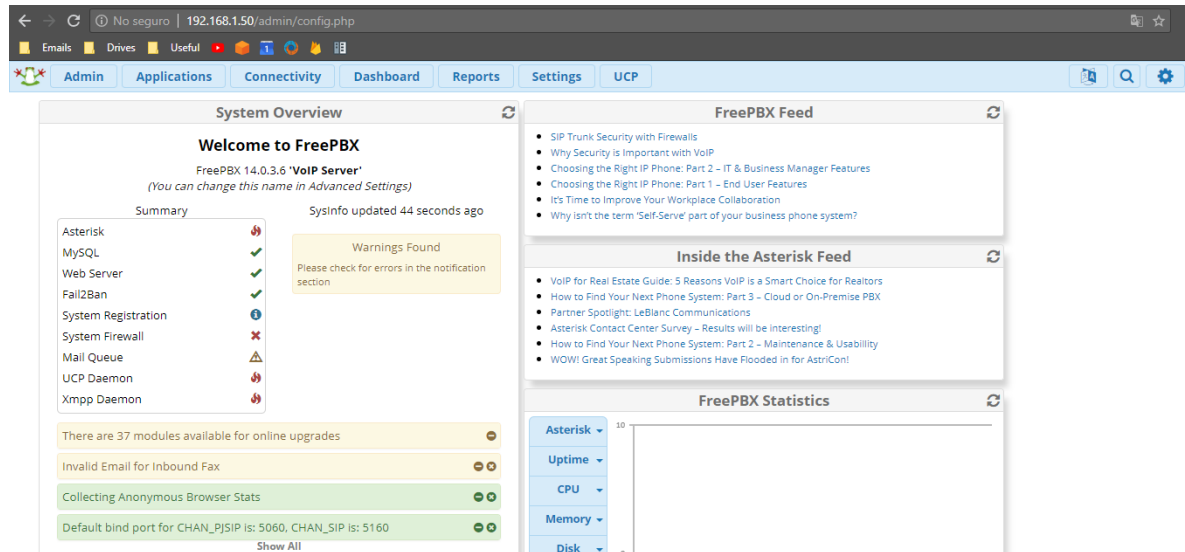 No seguro | 192.168.1.50/admin/config.php
Emails Drives Useful 1
Admin Applications Connectivity Dashboard Reports Settings UCP
System Overview
Welcome to FreePBX
FreePBX 14.0.3.6 'VoIP Server'
(You can change this name in Advanced Settings)
Summary
Asterisk
MySQL
Web Server
Fail2Ban
System Registration
System Firewall
Mail Queue
UCP Daemon
Xmpp Daemon
SysInfo updated 44 seconds ago
Warnings Found
Please check for errors in the notification
section
There are 37 modules available for online upgrades
Invalid Email for Inbound Fax
Collecting Anonymous Browser Stats
Default bind port for CHAN_PJSIP is: 5060, CHAN_SIP is: 5160
Show All
FreePBX Feed
SIP Trunk Security with Firewalls
Why Security is Important with VoIP
Choosing the Right IP Phone: Part 2 – IT & Business Manager Features
Choosing the Right IP Phone: Part 1 – End User Features
It's Time to Improve Your Workplace Collaboration
Why isn't the term 'Self-Serve' part of your business phone system?
Inside the Asterisk Feed
VoIP for Real Estate Guide: 5 Reasons VoIP is a Smart Choice for Realtors
How to Find Your Next Phone System: Part 3 – Cloud or On-Premise PBX
Partner Spotlight: LeBlanc Communications
Asterisk Contact Center Survey – Results will be interesting!
How to Find Your Next Phone System: Part 2 – Maintenance & Usability
WOW! Great Speaking Submissions Have Flooded in for AstriCon!
FreePBX Statistics
Asterisk
Uptime
CPU
Memory
Disk
10